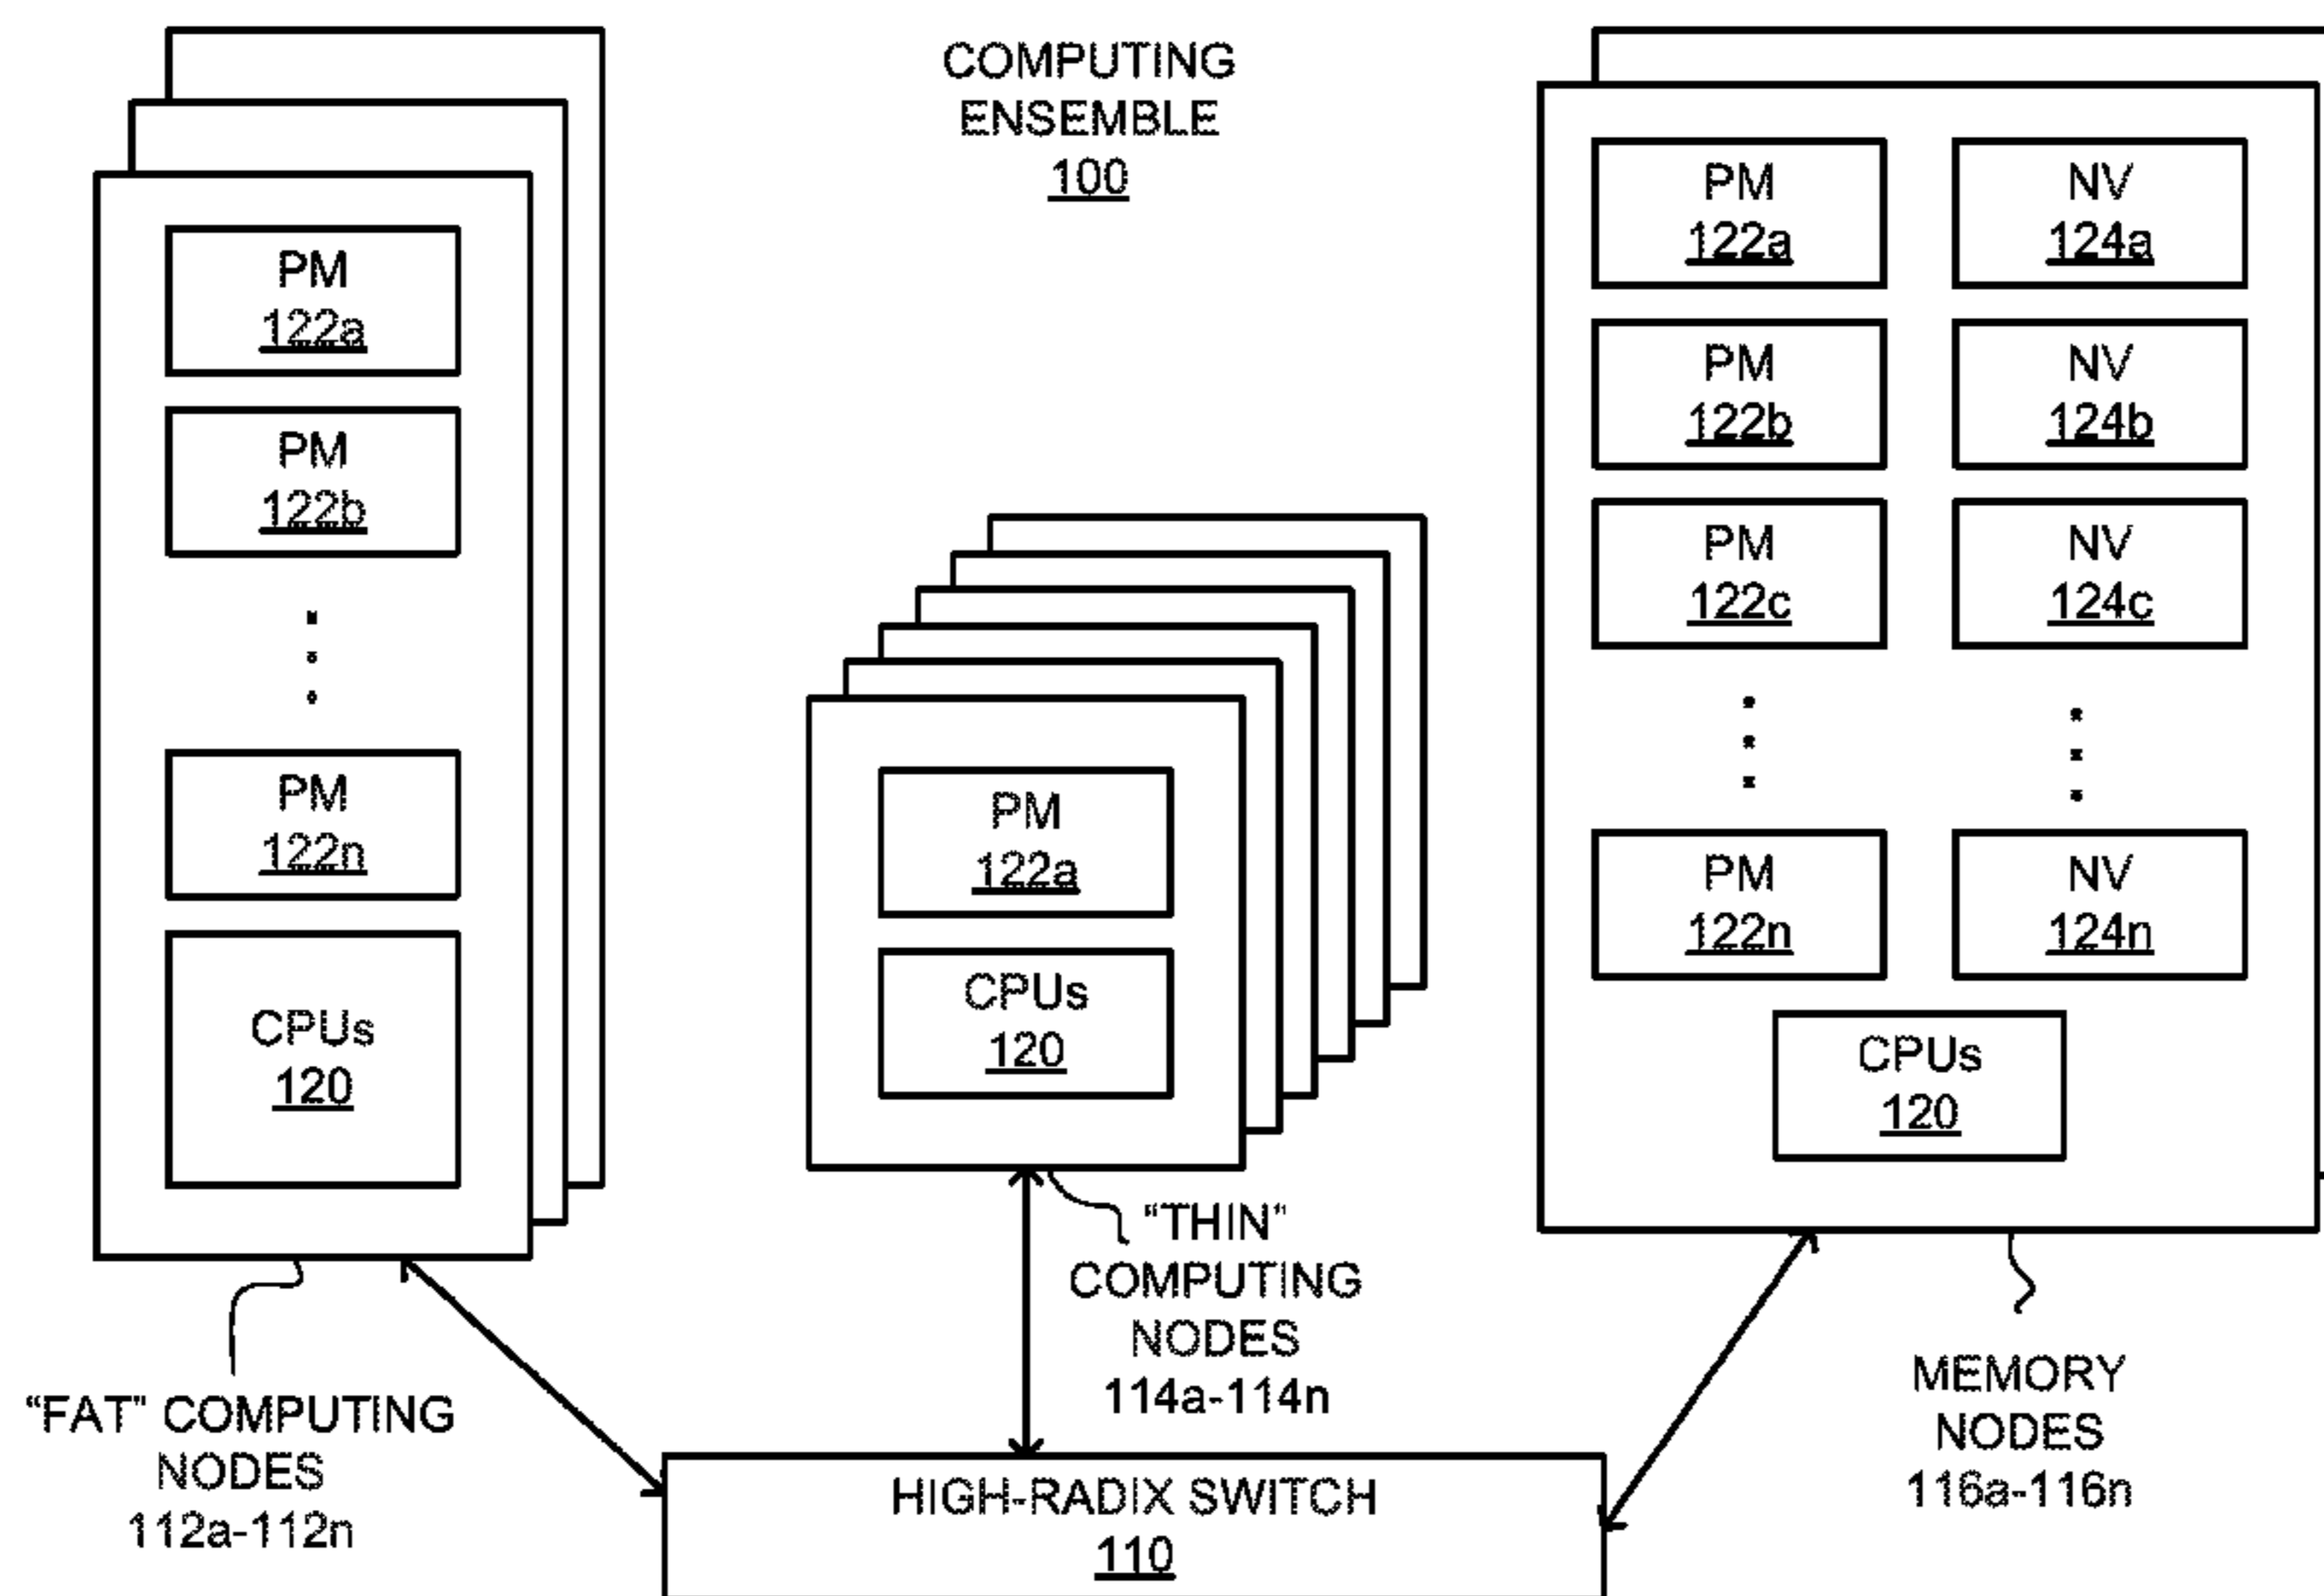 COMPUTING
ENSEMBLE
100
PM
122a
PM
122b
PM
122n
CPUs
120
"FAT" COMPUTING
NODES
112a-112n
PM
122a
CPUs
120
"THIN"
COMPUTING
NODES
114a-114n
PM
122a
NV
124a
PM
122b
NV
124b
PM
122c
NV
124c
PM
122n
NV
124n
CPUs
120
MEMORY
NODES
116a-116n
HIGH-RADIX SWITCH
110